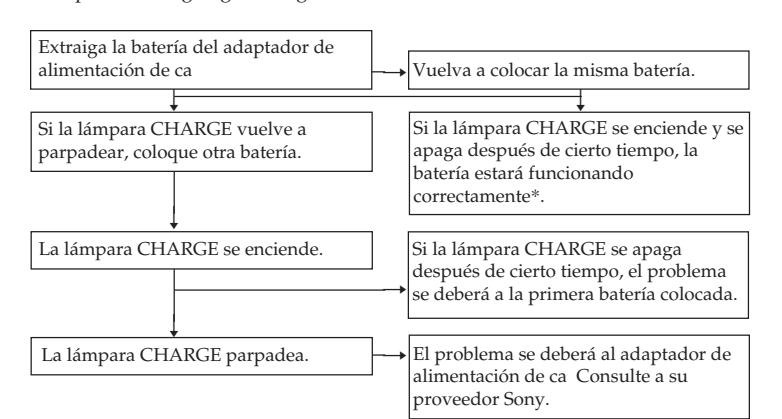 Extraiga la batería del adaptador de
alimentación de ca
Vuelva a colocar la misma batería.
Si la lámpara CHARGE vuelve a
parpadear, coloque otra batería.
Si la lámpara CHARGE se enciende y se
apaga después de cierto tiempo, la
batería estará funcionando
correctamente*.
La lámpara CHARGE se enciende.
Si la lámpara CHARGE se apaga
después de cierto tiempo, el problema
se deberá a la primera batería colocada.
La lámpara CHARGE parpadea.
El problema se deberá al adaptador de
alimentación de ca Consulte a su
proveedor Sony.